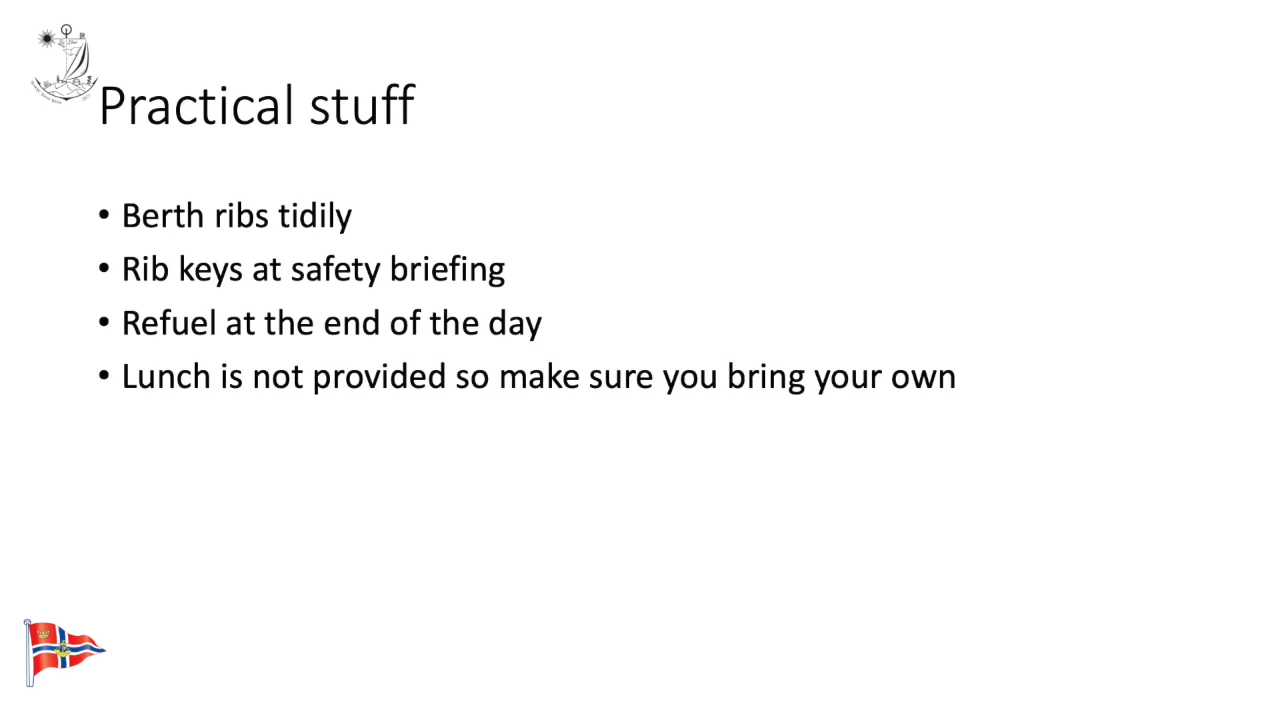 Practical stuff
• Berth ribs tidily
• Rib keys at safety briefing
• Refuel at the end of the day
• Lunch is not provided so make sure you bring your own